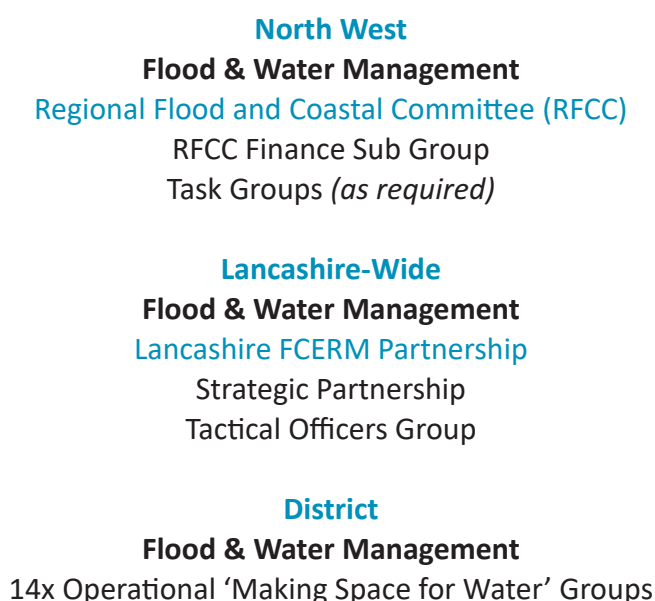 North West
Flood & Water Management
Regional Flood and Coastal Committee (RFCC)
RFCC Finance Sub Group
Task Groups (as required)
Lancashire-Wide
Flood & Water Management
Lancashire FCERM Partnership
Strategic Partnership
Tactical Officers Group
District
Flood & Water Management
14x Operational ‘Making Space for Water’ Groups